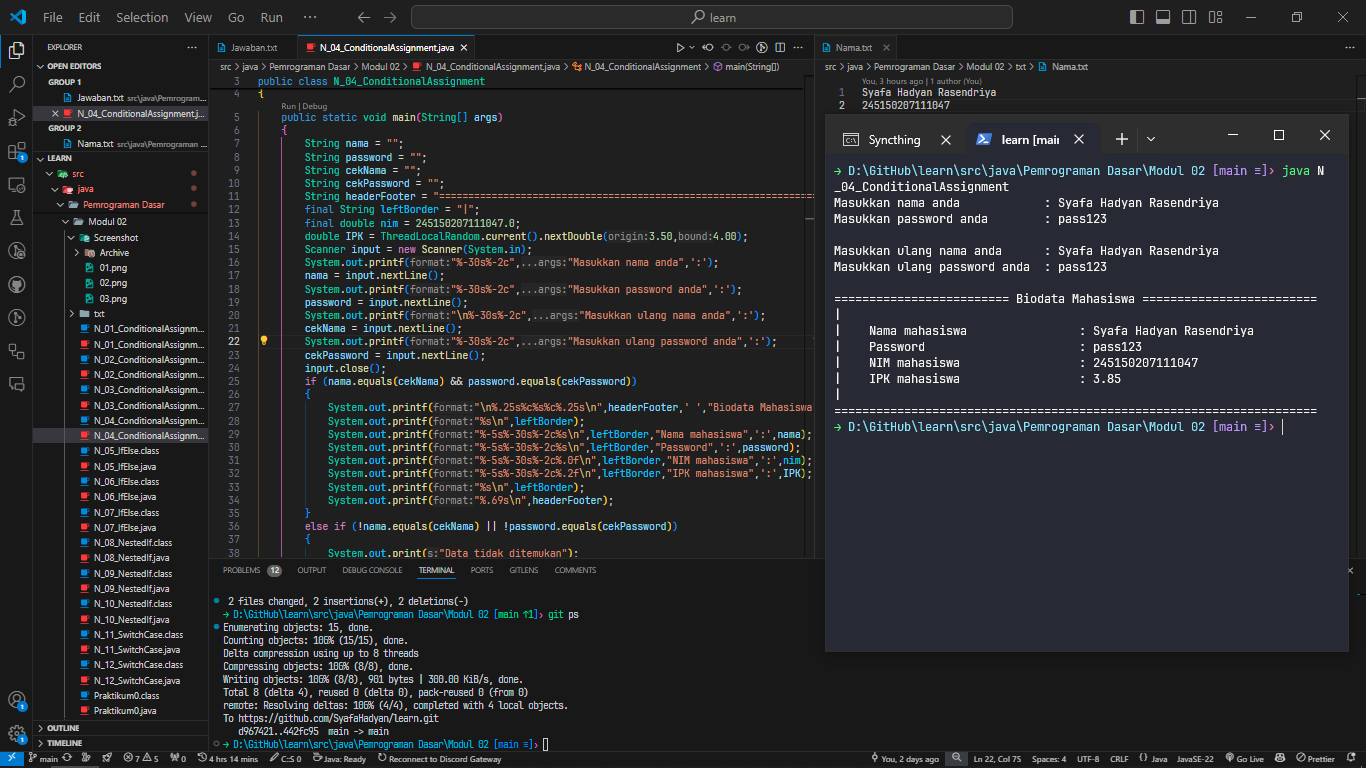 File Edit Selection View Go Run ··· learn
EXPLORER ···
OPEN EDITORS
GROUP 1
Jawaban.txt src\java\Pemrogram...
N_04_ConditionalAssignment.j...
GROUP 2
Nama.txt src\java\Pemrograman ...
LEARN
src
java
Pemrograman Dasar
Modul 02
Screenshot
Archive
01.png
02.png
03.png
txt
N_01_ConditionalAssignm...
N_01_ConditionalAssignm...
N_02_ConditionalAssignm...
N_02_ConditionalAssignm...
N_03_ConditionalAssignm...
N_03_ConditionalAssignm...
N_04_ConditionalAssignm...
N_04_ConditionalAssignm...
N_05_IfElse.class
N_05_IfElse.java
N_06_IfElse.class
N_06_IfElse.java
N_07_IfElse.class
N_07_IfElse.java
N_08_NestedIf.class
N_08_NestedIf.java
N_09_NestedIf.class
N_09_NestedIf.java
N_10_NestedIf.class
N_10_NestedIf.java
N_11_SwitchCase.class
N_11_SwitchCase.java
N_12_SwitchCase.class
N_12_SwitchCase.java
Praktikum0.class
Praktikum0.java
OUTLINE
TIMELINE
Jawaban.txt N_04_ConditionalAssignment.java
src > java > Pemrograman Dasar > Modul 02 > N_04_ConditionalAssignment.java > N_04_ConditionalAssignment > main(String[])
3 public class N_04_ConditionalAssignment
4 {
Run | Debug
5 public static void main(String[] args)
6 {
7 String nama = "";
8 String password = "";
9 String cekNama = "";
10 String cekPassword = "";
11 String headerFooter = "================================================================
12 final String leftBorder = "|";
13 final double nim = 245150207111047.0;
14 double IPK = ThreadLocalRandom.current().nextDouble(origin:3.50,bound:4.00);
15 Scanner input = new Scanner(System.in);
16 System.out.printf(format:"%-30s%-2c",...args:"Masukkan nama anda",':');
17 nama = input.nextLine();
18 System.out.printf(format:"%-30s%-2c",...args:"Masukkan password anda",':');
19 password = input.nextLine();
20 System.out.printf(format:"\n%-30s%-2c",...args:"Masukkan ulang nama anda",':');
21 cekNama = input.nextLine();
22 System.out.printf(format:"%-30s%-2c",...args:"Masukkan ulang password anda",':');
23 cekPassword = input.nextLine();
24 input.close();
25 if (nama.equals(cekNama) && password.equals(cekPassword))
26 {
27 System.out.printf(format:"\n%.25s%c%s%c%.25s\n",headerFooter,' ',"Biodata Mahasiswa
28 System.out.printf(format:"%s\n",leftBorder);
29 System.out.printf(format:"%-5s%-30s%-2c%s\n",leftBorder,"Nama mahasiswa",':',nama);
30 System.out.printf(format:"%-5s%-30s%-2c%s\n",leftBorder,"Password",':',password);
31 System.out.printf(format:"%-5s%-30s%-2c%.0f\n",leftBorder,"NIM mahasiswa",':',nim);
32 System.out.printf(format:"%-5s%-30s%-2c%.2f\n",leftBorder,"IPK mahasiswa",':',IPK);
33 System.out.printf(format:"%s\n",leftBorder);
34 System.out.printf(format:"%.69s\n",headerFooter);
35 }
36 else if (!nama.equals(cekNama) || !password.equals(cekPassword))
37 {
38 System.out.print(s:"Data tidak ditemukan");
Nama.txt
src > java > Pemrograman Dasar > Modul 02 > txt > Nama.txt
You, 3 hours ago | 1 author (You)
1 Syafa Hadyan Rasendriya
2 245150207111047
Syncthing learn [main
→ D:\GitHub\learn\src\java\Pemrograman Dasar\Modul 02 [main ≡]› java N
_04_ConditionalAssignment
Masukkan nama anda : Syafa Hadyan Rasendriya
Masukkan password anda : pass123
Masukkan ulang nama anda : Syafa Hadyan Rasendriya
Masukkan ulang password anda : pass123
========================= Biodata Mahasiswa =========================
|
| Nama mahasiswa : Syafa Hadyan Rasendriya
| Password : pass123
| NIM mahasiswa : 245150207111047
| IPK mahasiswa : 3.85
|
=====================================================================
→ D:\GitHub\learn\src\java\Pemrograman Dasar\Modul 02 [main ≡]›
PROBLEMS 12 OUTPUT DEBUG CONSOLE TERMINAL PORTS GITLENS COMMENTS
2 files changed, 2 insertions(+), 2 deletions(-)
→ D:\GitHub\learn\src\java\Pemrograman Dasar\Modul 02 [main ↑1]› git ps
Enumerating objects: 15, done.
Counting objects: 100% (15/15), done.
Delta compression using up to 8 threads
Compressing objects: 100% (8/8), done.
Writing objects: 100% (8/8), 901 bytes | 300.00 KiB/s, done.
Total 8 (delta 4), reused 0 (delta 0), pack-reused 0 (from 0)
remote: Resolving deltas: 100% (4/4), completed with 4 local objects.
To https://github.com/SyafaHadyan/learn.git
d967421..442fc95 main -> main
→ D:\GitHub\learn\src\java\Pemrograman Dasar\Modul 02 [main ≡]›
main 7 5 0 4 hrs 14 mins C:S 0 Java: Ready Reconnect to Discord Gateway You, 2 days ago Ln 22, Col 75 Spaces: 4 UTF-8 CRLF {} Java JavaSE-22 Go Live Prettier